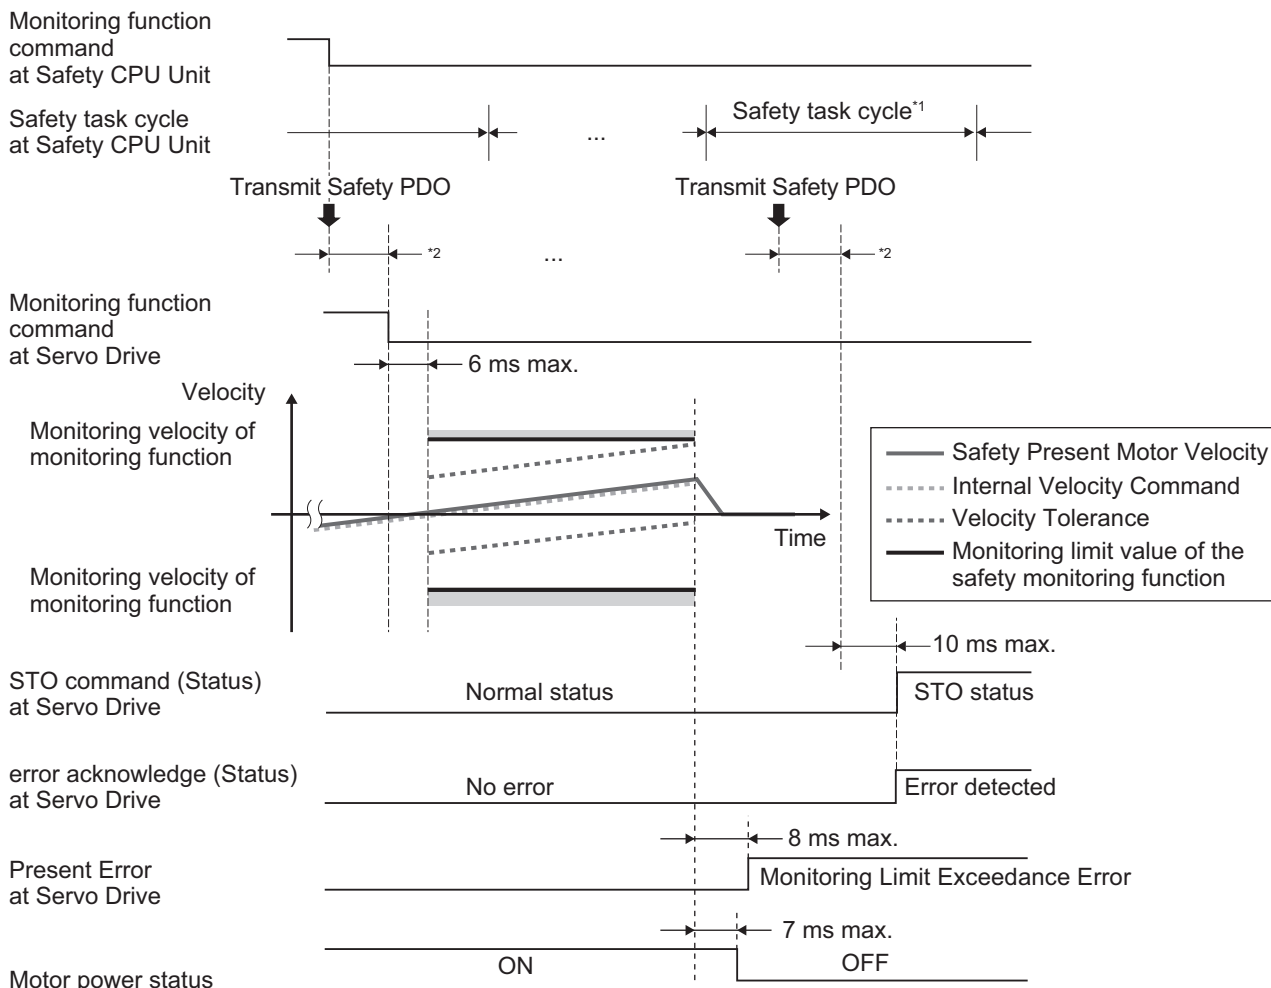 Monitoring function
command
at Safety CPU Unit
Safety task cycle
at Safety CPU Unit
...
Safety task cycle*1
Transmit Safety PDO
Transmit Safety PDO
*2
...
*2
Monitoring function
command
at Servo Drive
6 ms max.
Velocity
Monitoring velocity of
monitoring function
Time
Monitoring velocity of
monitoring function
Safety Present Motor Velocity
Internal Velocity Command
Velocity Tolerance
Monitoring limit value of the
safety monitoring function
10 ms max.
STO command (Status)
at Servo Drive
Normal status
STO status
error acknowledge (Status)
at Servo Drive
No error
Error detected
8 ms max.
Present Error
at Servo Drive
Monitoring Limit Exceedance Error
7 ms max.
Motor power status
ON
OFF